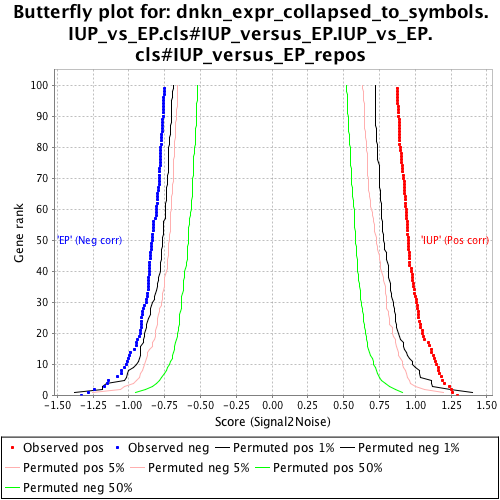 Butterfly plot for: dnkn_expr_collapsed_to_symbols.
IUP_vs_EP.cls#IUP_versus_EP.IUP_vs_EP.
cls#IUP_versus_EP_repos
100
90
80
70
60
50
40
30
20
10
0
Gene rank
'EP' (Neg corr)
'IUP' (Pos corr)
-1.50 -1.25 -1.00 -0.75 -0.50 -0.25 0.00 0.25 0.50 0.75 1.00 1.25 1.50
Score (Signal2Noise)
Observed pos Observed neg Permuted pos 1% Permuted neg 1%
Permuted pos 5% Permuted neg 5% Permuted pos 50%
Permuted neg 50%